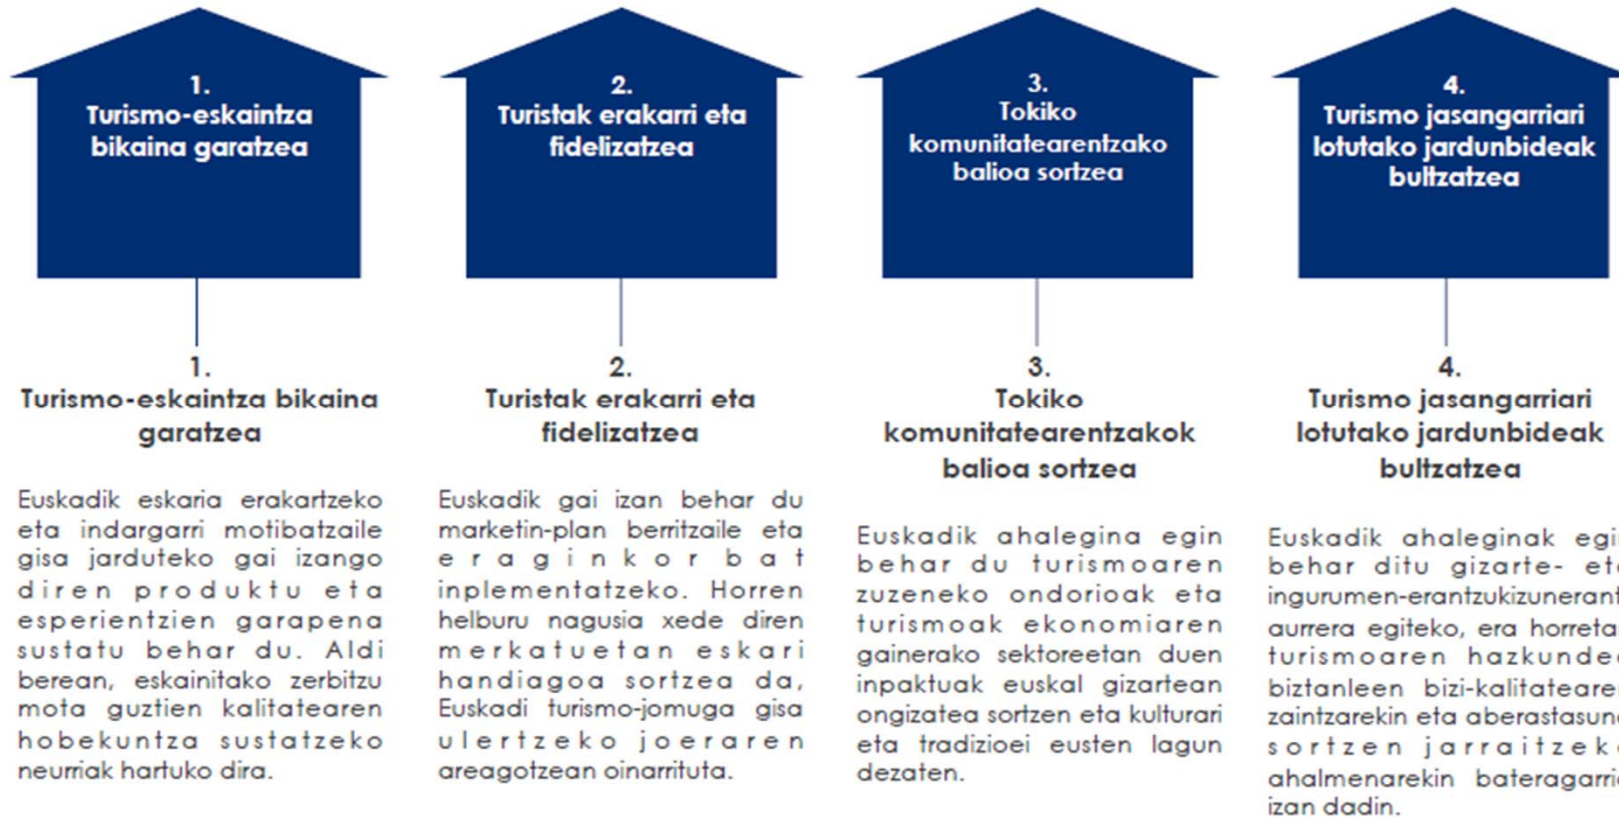 1.
Turismo-eskaintza
bikaina garatzea
2.
Turistak erakarri eta
fidelizatzea
3.
Tokiko
komunitatearentzako
balioa sortzea
4.
Turismo jasangarriari
lotutako jardunbideak
bultzatzea
1.
Turismo-eskaintza bikaina
garatzea
Euskadik eskaria erakartzeko
eta indargarri motibatzaile
gisa jarduteko gai izango
diren produktu eta
esperientzien garapena
sustatu behar du. Aldi
berean, eskainitako zerbitzu
mota guztien kalitatearen
hobekuntza sustatzeko
neurriak hartuko dira.
2.
Turistak erakarri eta
fidelizatzea
Euskadik gai izan behar du
marketin-plan berritzaile eta
eraginkor bat
inplementatzeko. Horren
helburu nagusia xede diren
merkatuetan eskari
handiagoa sortzea da,
Euskadi turismo-jomuga gisa
ulertzeko joeraren
areagotzean oinarrituta.
3.
Tokiko
komunitatearentzakok
balioa sortzea
Euskadik ahalegina egin
behar du turismoaren
zuzeneko ondorioak eta
turismoak ekonomiaren
gainerako sektoreetan duen
inpaktuak euskal gizartean
ongizatea sortzen eta kulturari
eta tradizioei eusten lagun
dezaten.
4.
Turismo jasangarriari
lotutako jardunbideak
bultzatzea
Euskadik ahaleginak egin
behar ditu gizarte- eta
ingurumen-erantzukizunerant
aurrera egiteko, era horretan
turismoaren hazkundea
biztanleen bizi-kalitatearen
zaintzarekin eta aberastasuna
sortzen jarraitzeko
ahalmenarekin bateragarria
izan dadin.